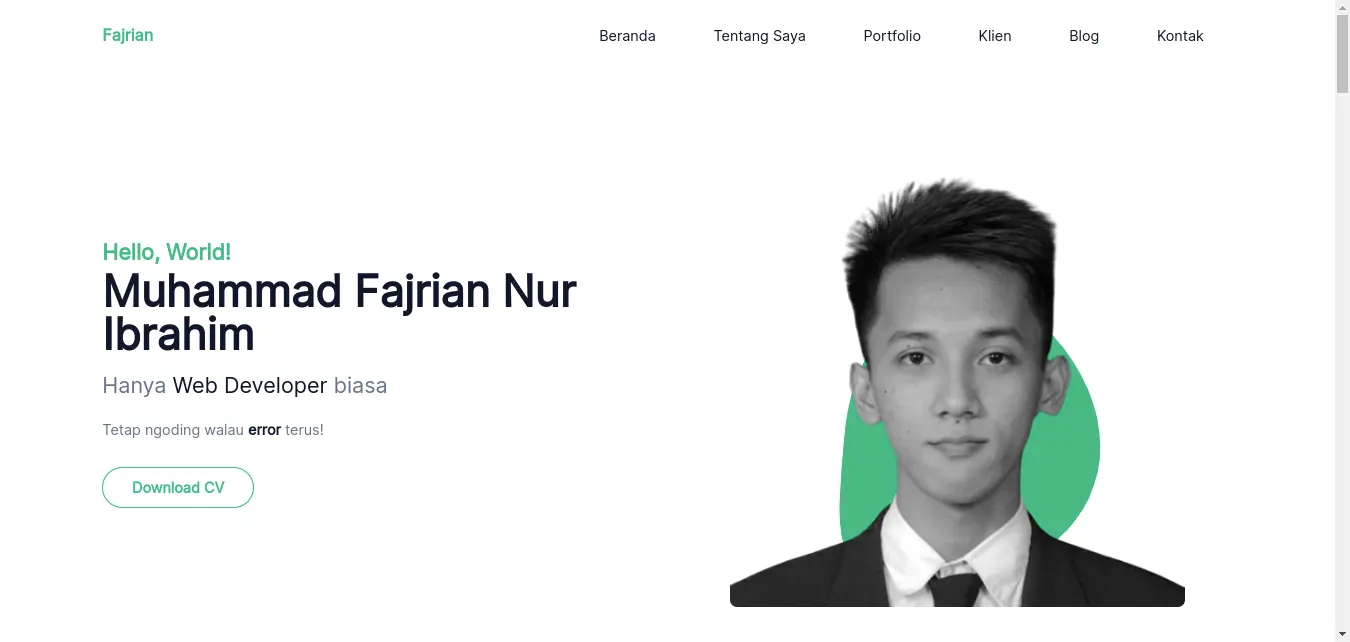 Fajrian
Beranda
Tentang Saya
Portfolio
Klien
Blog
Kontak
Hello, World!
Muhammad Fajrian Nur
Ibrahim
Hanya Web Developer biasa
Tetap ngoding walau error terus!
Download CV